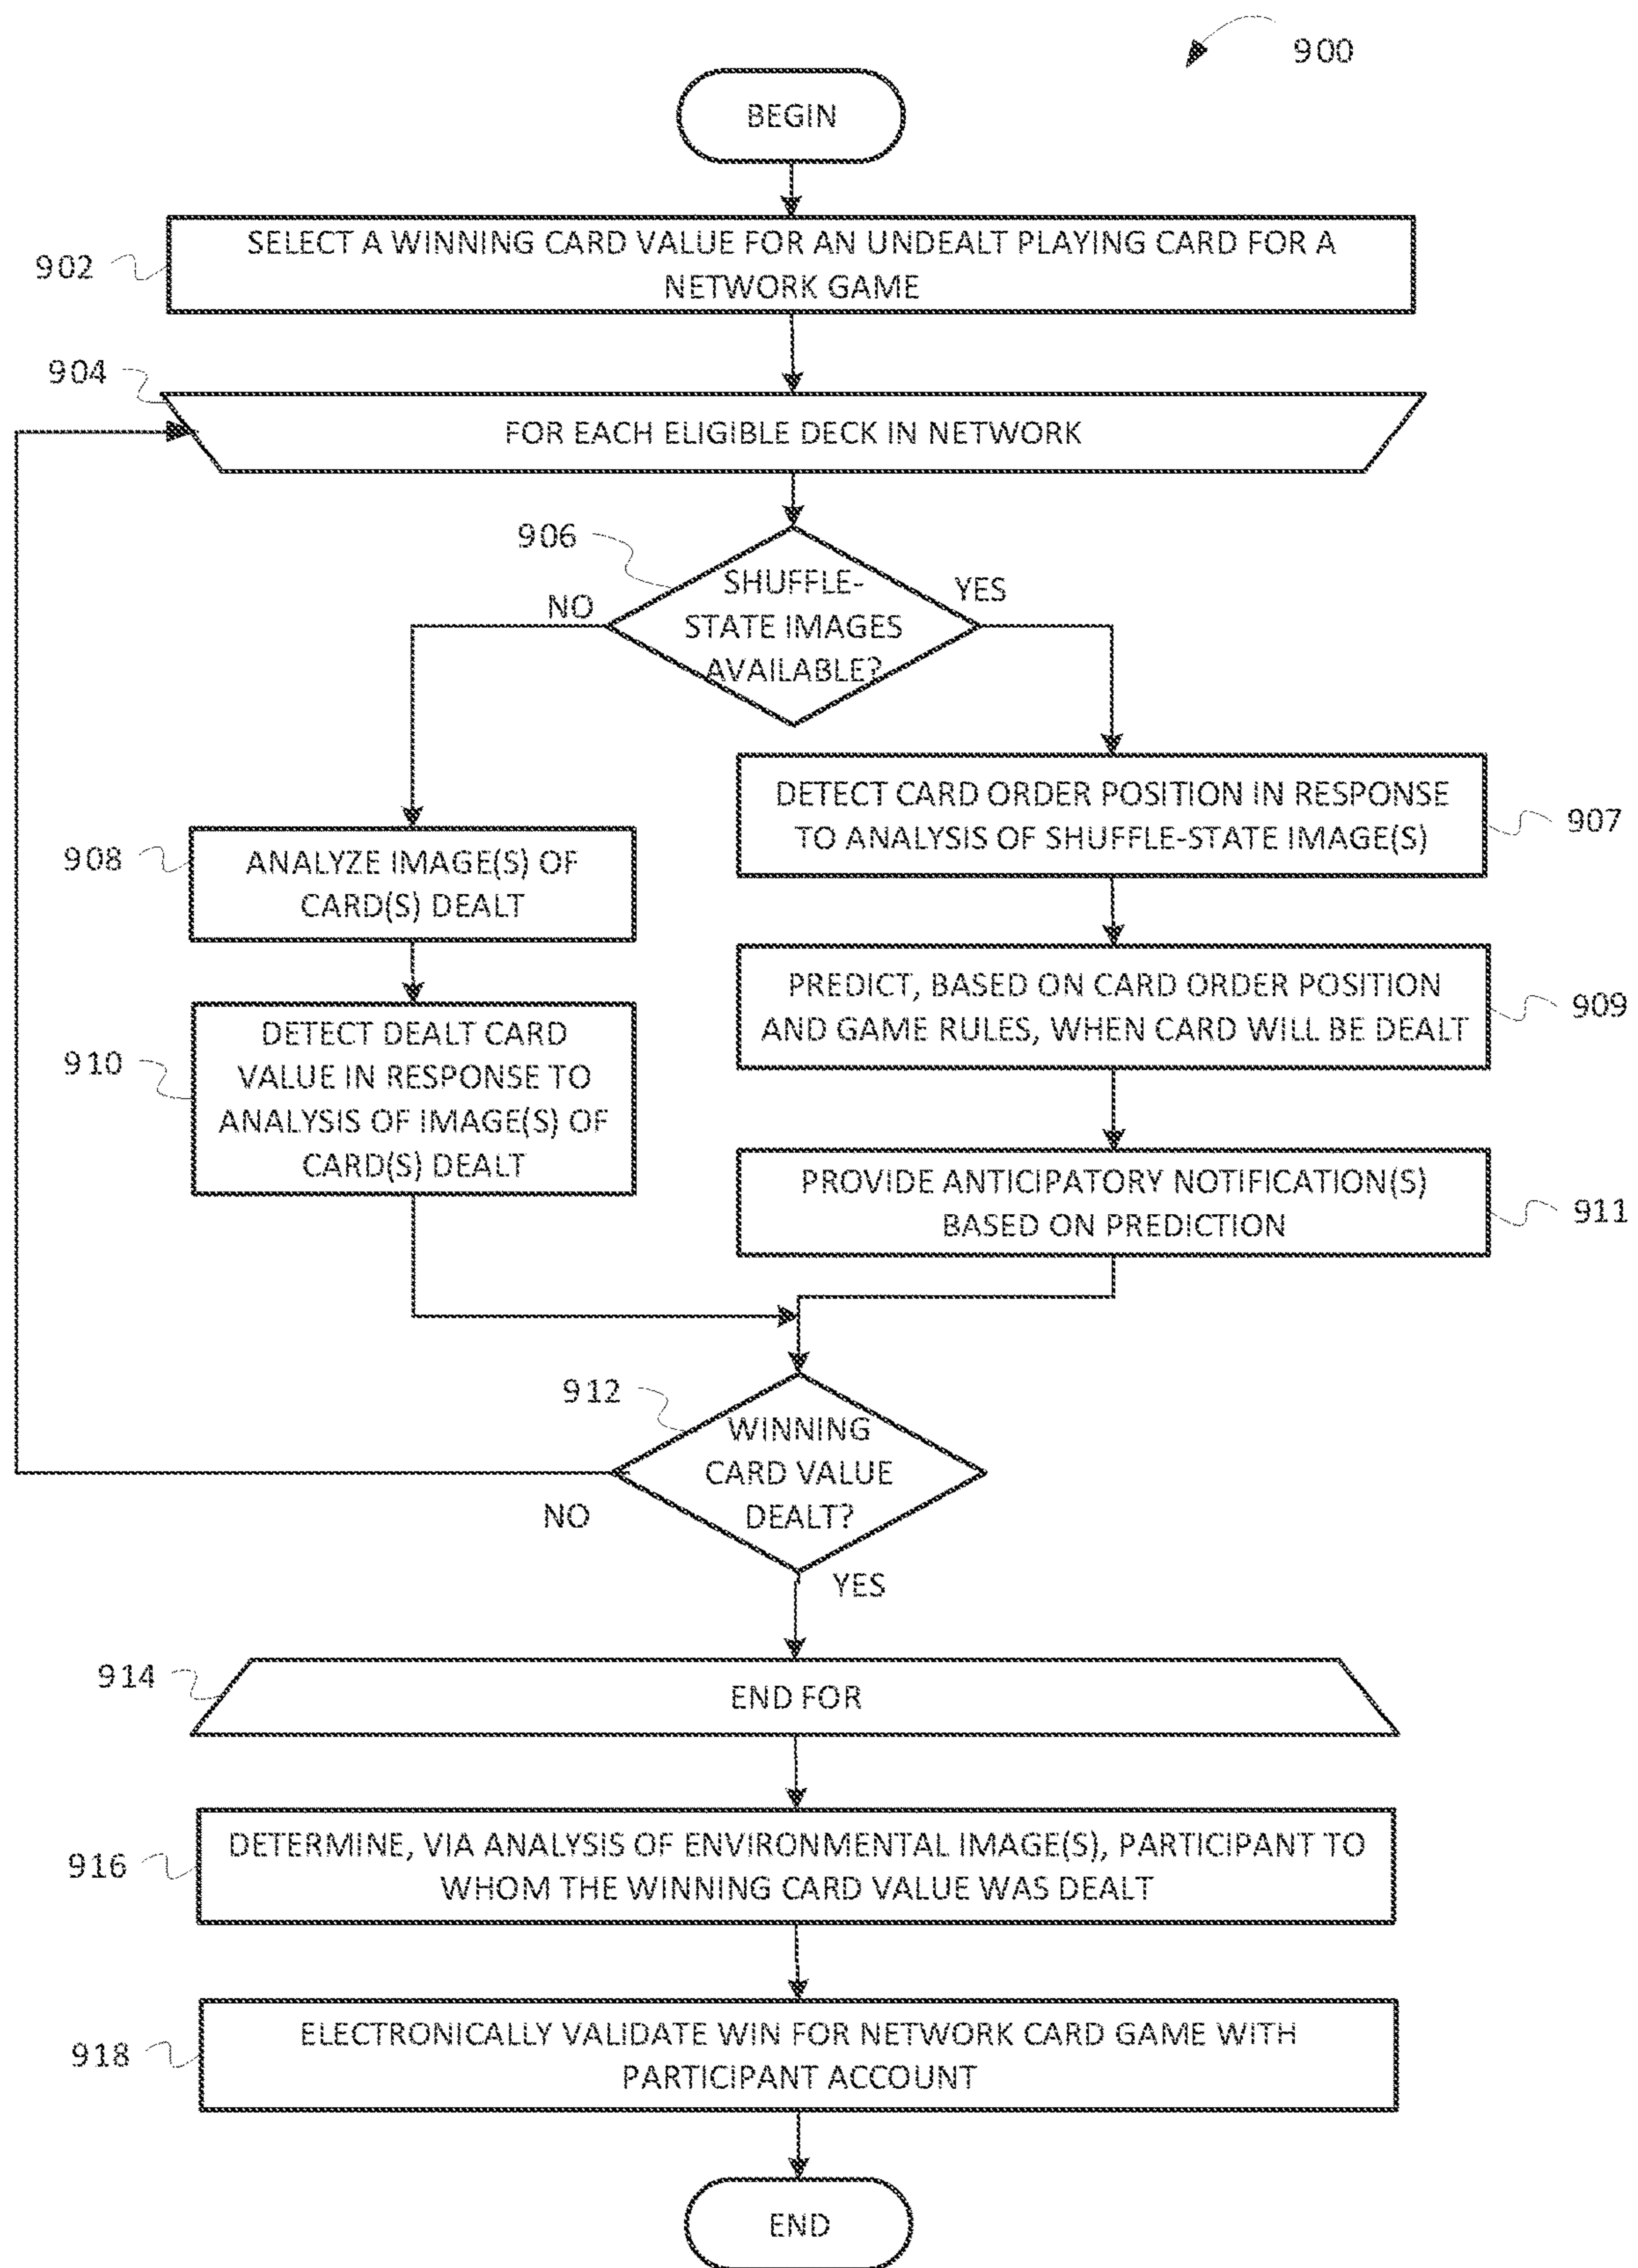 900
BEGIN
902
SELECT A WINNING CARD VALUE FOR AN UNDEALT PLAYING CARD FOR A
NETWORK GAME
904
FOR EACH ELIGIBLE DECK IN NETWORK
906
SHUFFLE-
STATE IMAGES
AVAILABLE?
NO
YES
DETECT CARD ORDER POSITION IN RESPONSE
TO ANALYSIS OF SHUFFLE-STATE IMAGE(S)
907
908
ANALYZE IMAGE(S) OF
CARD(S) DEALT
PREDICT, BASED ON CARD ORDER POSITION
AND GAME RULES, WHEN CARD WILL BE DEALT
909
910
DETECT DEALT CARD
VALUE IN RESPONSE TO
ANALYSIS OF IMAGE(S) OF
CARD(S) DEALT
PROVIDE ANTICIPATORY NOTIFICATION(S)
BASED ON PREDICTION
911
912
WINNING
CARD VALUE
DEALT?
NO
YES
914
END FOR
916
DETERMINE, VIA ANALYSIS OF ENVIRONMENTAL IMAGE(S), PARTICIPANT TO
WHOM THE WINNING CARD VALUE WAS DEALT
918
ELECTRONICALLY VALIDATE WIN FOR NETWORK CARD GAME WITH
PARTICIPANT ACCOUNT
END